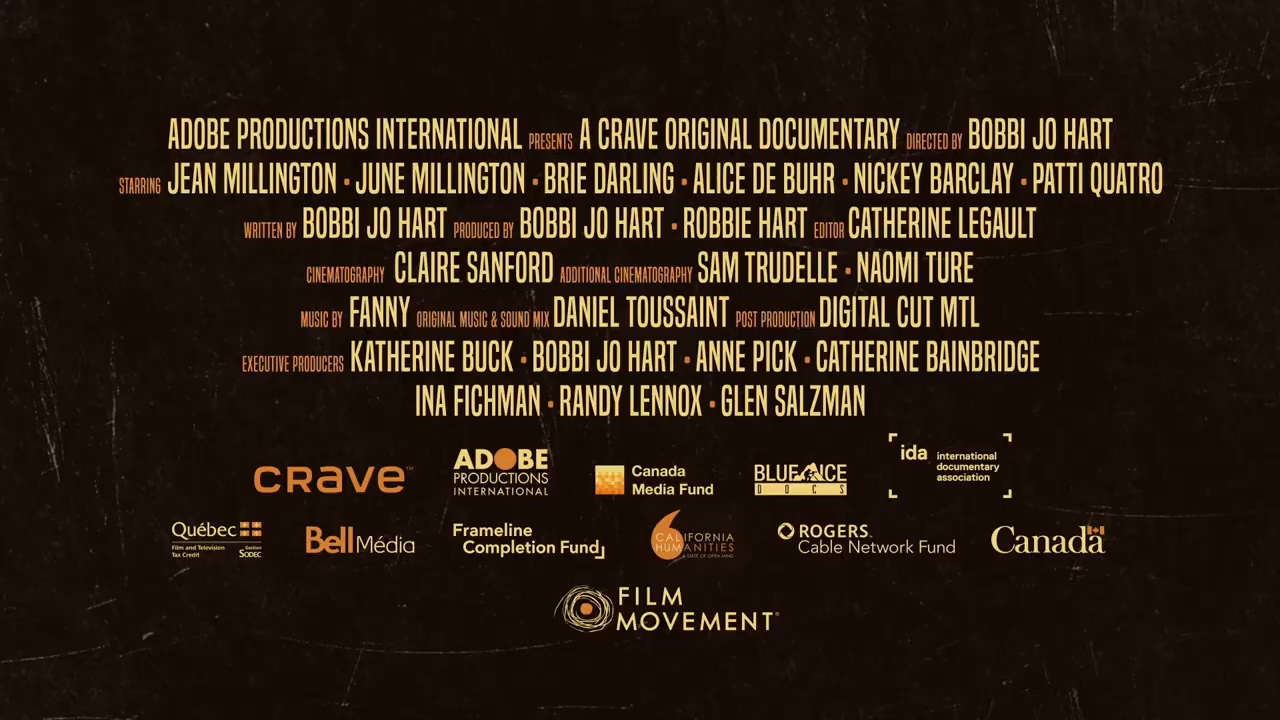 ADOBE PRODUCTIONS INTERNATIONAL PRESENTS A CRAVE ORIGINAL DOCUMENTARY DIRECTED BY BOBBI JO HART
STARRING JEAN MILLINGTON • JUNE MILLINGTON • BRIE DARLING • ALICE DE BUHR • NICKEY BARCLAY • PATTI QUATRO
WRITTEN BY BOBBI JO HART PRODUCED BY BOBBI JO HART • ROBBIE HART EDITOR CATHERINE LEGAULT
CINEMATOGRAPHY CLAIRE SANFORD ADDITIONAL CINEMATOGRAPHY SAM TRUDELLE • NAOMI TURE
MUSIC BY FANNY ORIGINAL MUSIC & SOUND MIX DANIEL TOUSSAINT POST PRODUCTION DIGITAL CUT MTL
EXECUTIVE PRODUCERS KATHERINE BUCK • BOBBI JO HART • ANNE PICK • CATHERINE BAINBRIDGE
INA FICHMAN • RANDY LENNOX • GLEN SALZMAN
CRAVE™
ADOBE
PRODUCTIONS
INTERNATIONAL
Canada
Media Fund
BLUE ICE
DOCS
ida international
documentary
association
Québec
Film and Television
Tax Credit
Gestion
SODEC
Bell Média
Frameline
Completion Fund
CALIFORNIA
HUMANITIES
A STATE OF OPEN MIND
ROGERS™
Cable Network Fund
Canada
FILM
MOVEMENT®